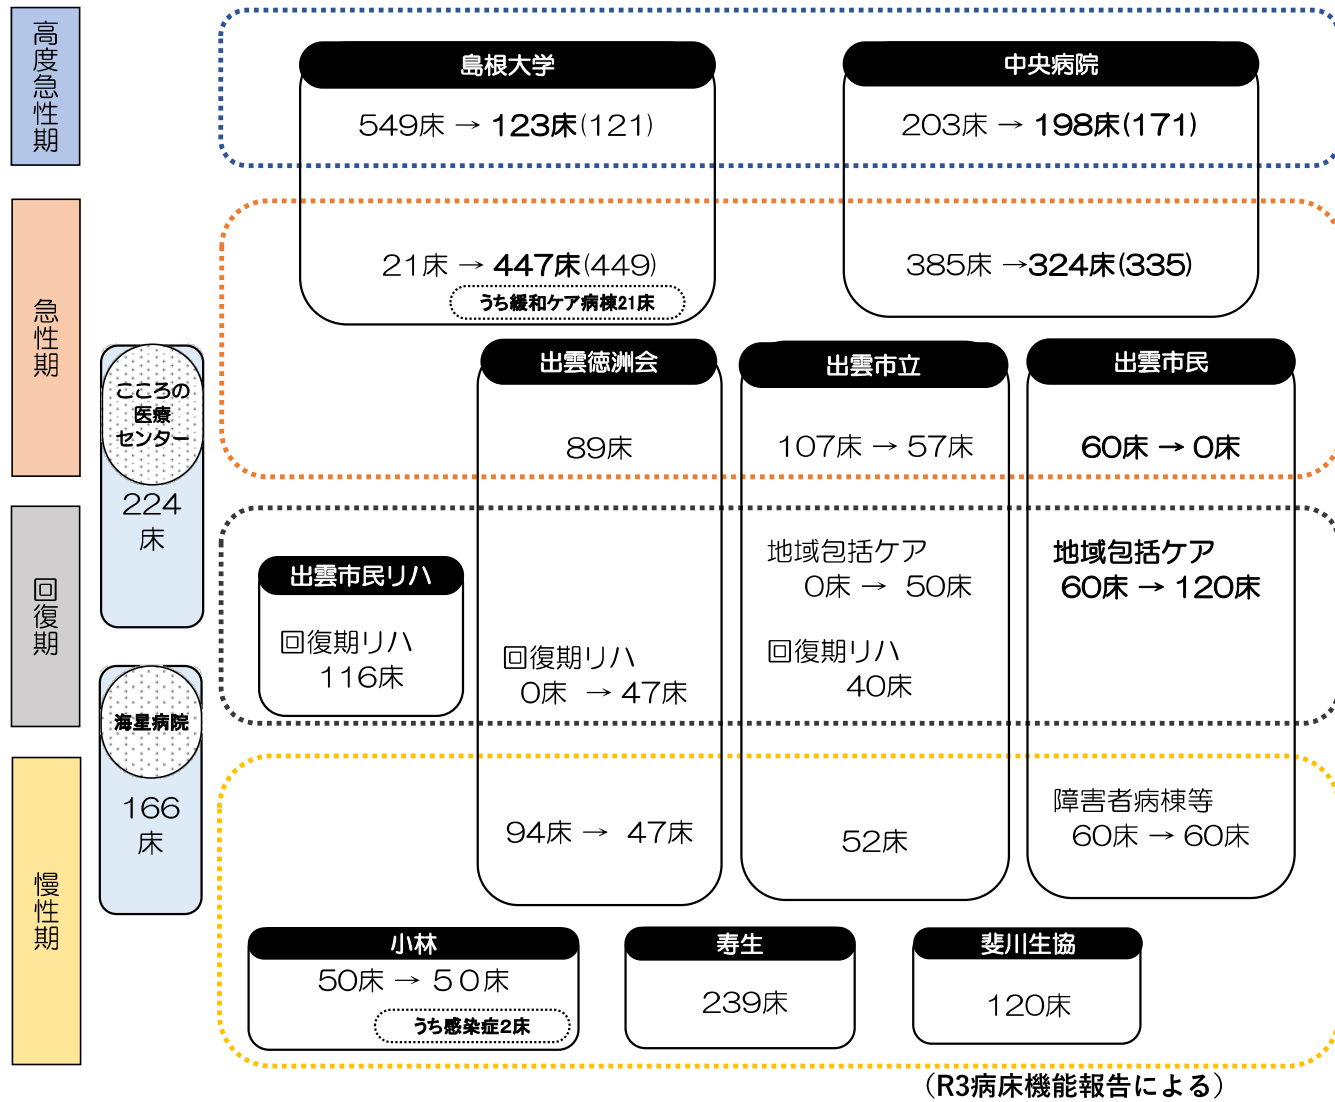 高度急性期
島根大学
549床 → 123床(121)
中央病院
203床 → 198床(171)
急性期
21床 → 447床(449)
うち緩和ケア病棟21床
385床 →324床(335)
こころの
医療
センター
224
床
出雲徳洲会
89床
出雲市立
107床 → 57床
出雲市民
60床 → 0床
回復期
出雲市民リハ
回復期リハ
116床
回復期リハ
0床 → 47床
地域包括ケア
0床 → 50床
回復期リハ
40床
地域包括ケア
60床 → 120床
海星病院
166
床
慢性期
94床 → 47床
52床
障害者病棟等
60床 → 60床
小林
50床 → 50床
うち感染症2床
寿生
239床
斐川生協
120床
（R3病床機能報告による）